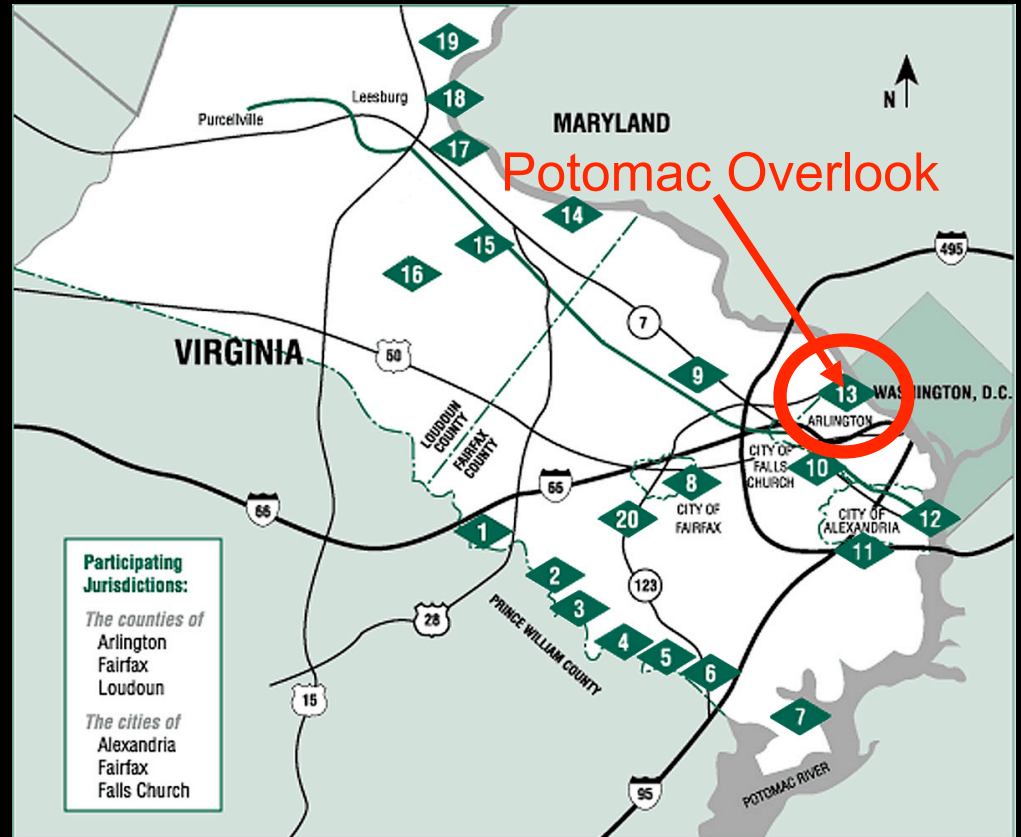 19
18
Leesburg
Purcellville
17
N
MARYLAND
Potomac Overlook
14
15
16
495
7
VIRGINIA
50
9
13
WASHINGTON, D.C.
ARLINGTON
LOUDOUN
COUNTY
FAIRFAX
COUNTY
CITY OF
FALLS
CHURCH
10
66
66
8
CITY OF
FAIRFAX
20
CITY OF
ALEXANDRIA
12
11
1
2
3
4
5
6
123
PRINCE WILLIAM COUNTY
28
15
7
95
POTOMAC RIVER
Participating
Jurisdictions:
The counties of
Arlington
Fairfax
Loudoun
The cities of
Alexandria
Fairfax
Falls Church